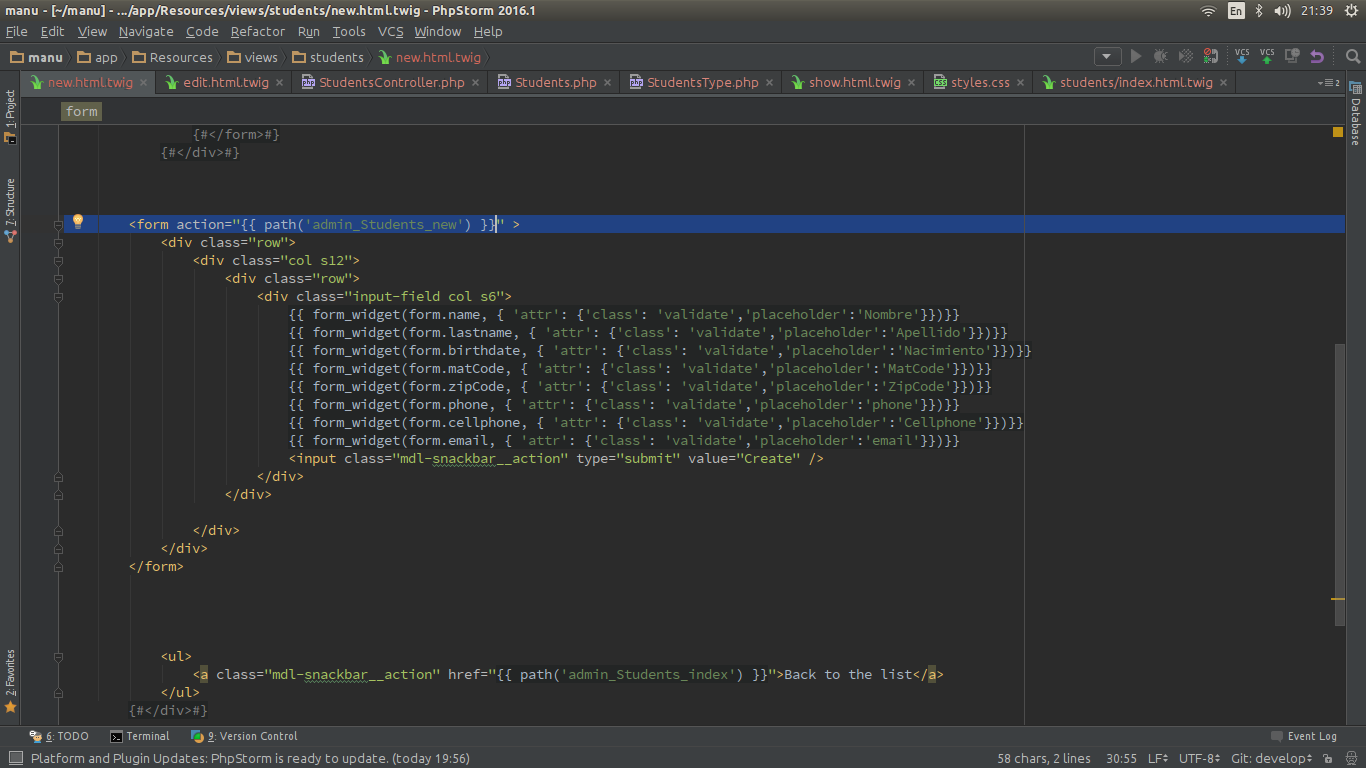 manu - [~/manu] - .../app/Resources/views/students/new.html.twig - PhpStorm 2016.1
En
21:39
File Edit View Navigate Code Refactor Run Tools VCS Window Help
manu app Resources views students new.html.twig
VCS VCS
new.html.twig edit.html.twig StudentsController.php Students.php StudentsType.php show.html.twig styles.css students/index.html.twig
2
1: Project
7: Structure
2: Favorites
Database
form
{#</form>#}
{#</div>#}
<form action="{{ path('admin_Students_new') }}" >
<div class="row">
<div class="col s12">
<div class="row">
<div class="input-field col s6">
{{ form_widget(form.name, { 'attr': {'class': 'validate','placeholder':'Nombre'}})}}
{{ form_widget(form.lastname, { 'attr': {'class': 'validate','placeholder':'Apellido'}})}}
{{ form_widget(form.birthdate, { 'attr': {'class': 'validate','placeholder':'Nacimiento'}})}}
{{ form_widget(form.matCode, { 'attr': {'class': 'validate','placeholder':'MatCode'}})}}
{{ form_widget(form.zipCode, { 'attr': {'class': 'validate','placeholder':'ZipCode'}})}}
{{ form_widget(form.phone, { 'attr': {'class': 'validate','placeholder':'phone'}})}}
{{ form_widget(form.cellphone, { 'attr': {'class': 'validate','placeholder':'Cellphone'}})}}
{{ form_widget(form.email, { 'attr': {'class': 'validate','placeholder':'email'}})}}
<input class="mdl-snackbar__action" type="submit" value="Create" />
</div>
</div>
</div>
</div>
</form>
<ul>
<a class="mdl-snackbar__action" href="{{ path('admin_Students_index') }}">Back to the list</a>
</ul>
{#</div>#}
6: TODO Terminal 9: Version Control Event Log
Platform and Plugin Updates: PhpStorm is ready to update. (today 19:56) 58 chars, 2 lines 30:55 LF UTF-8 Git: develop